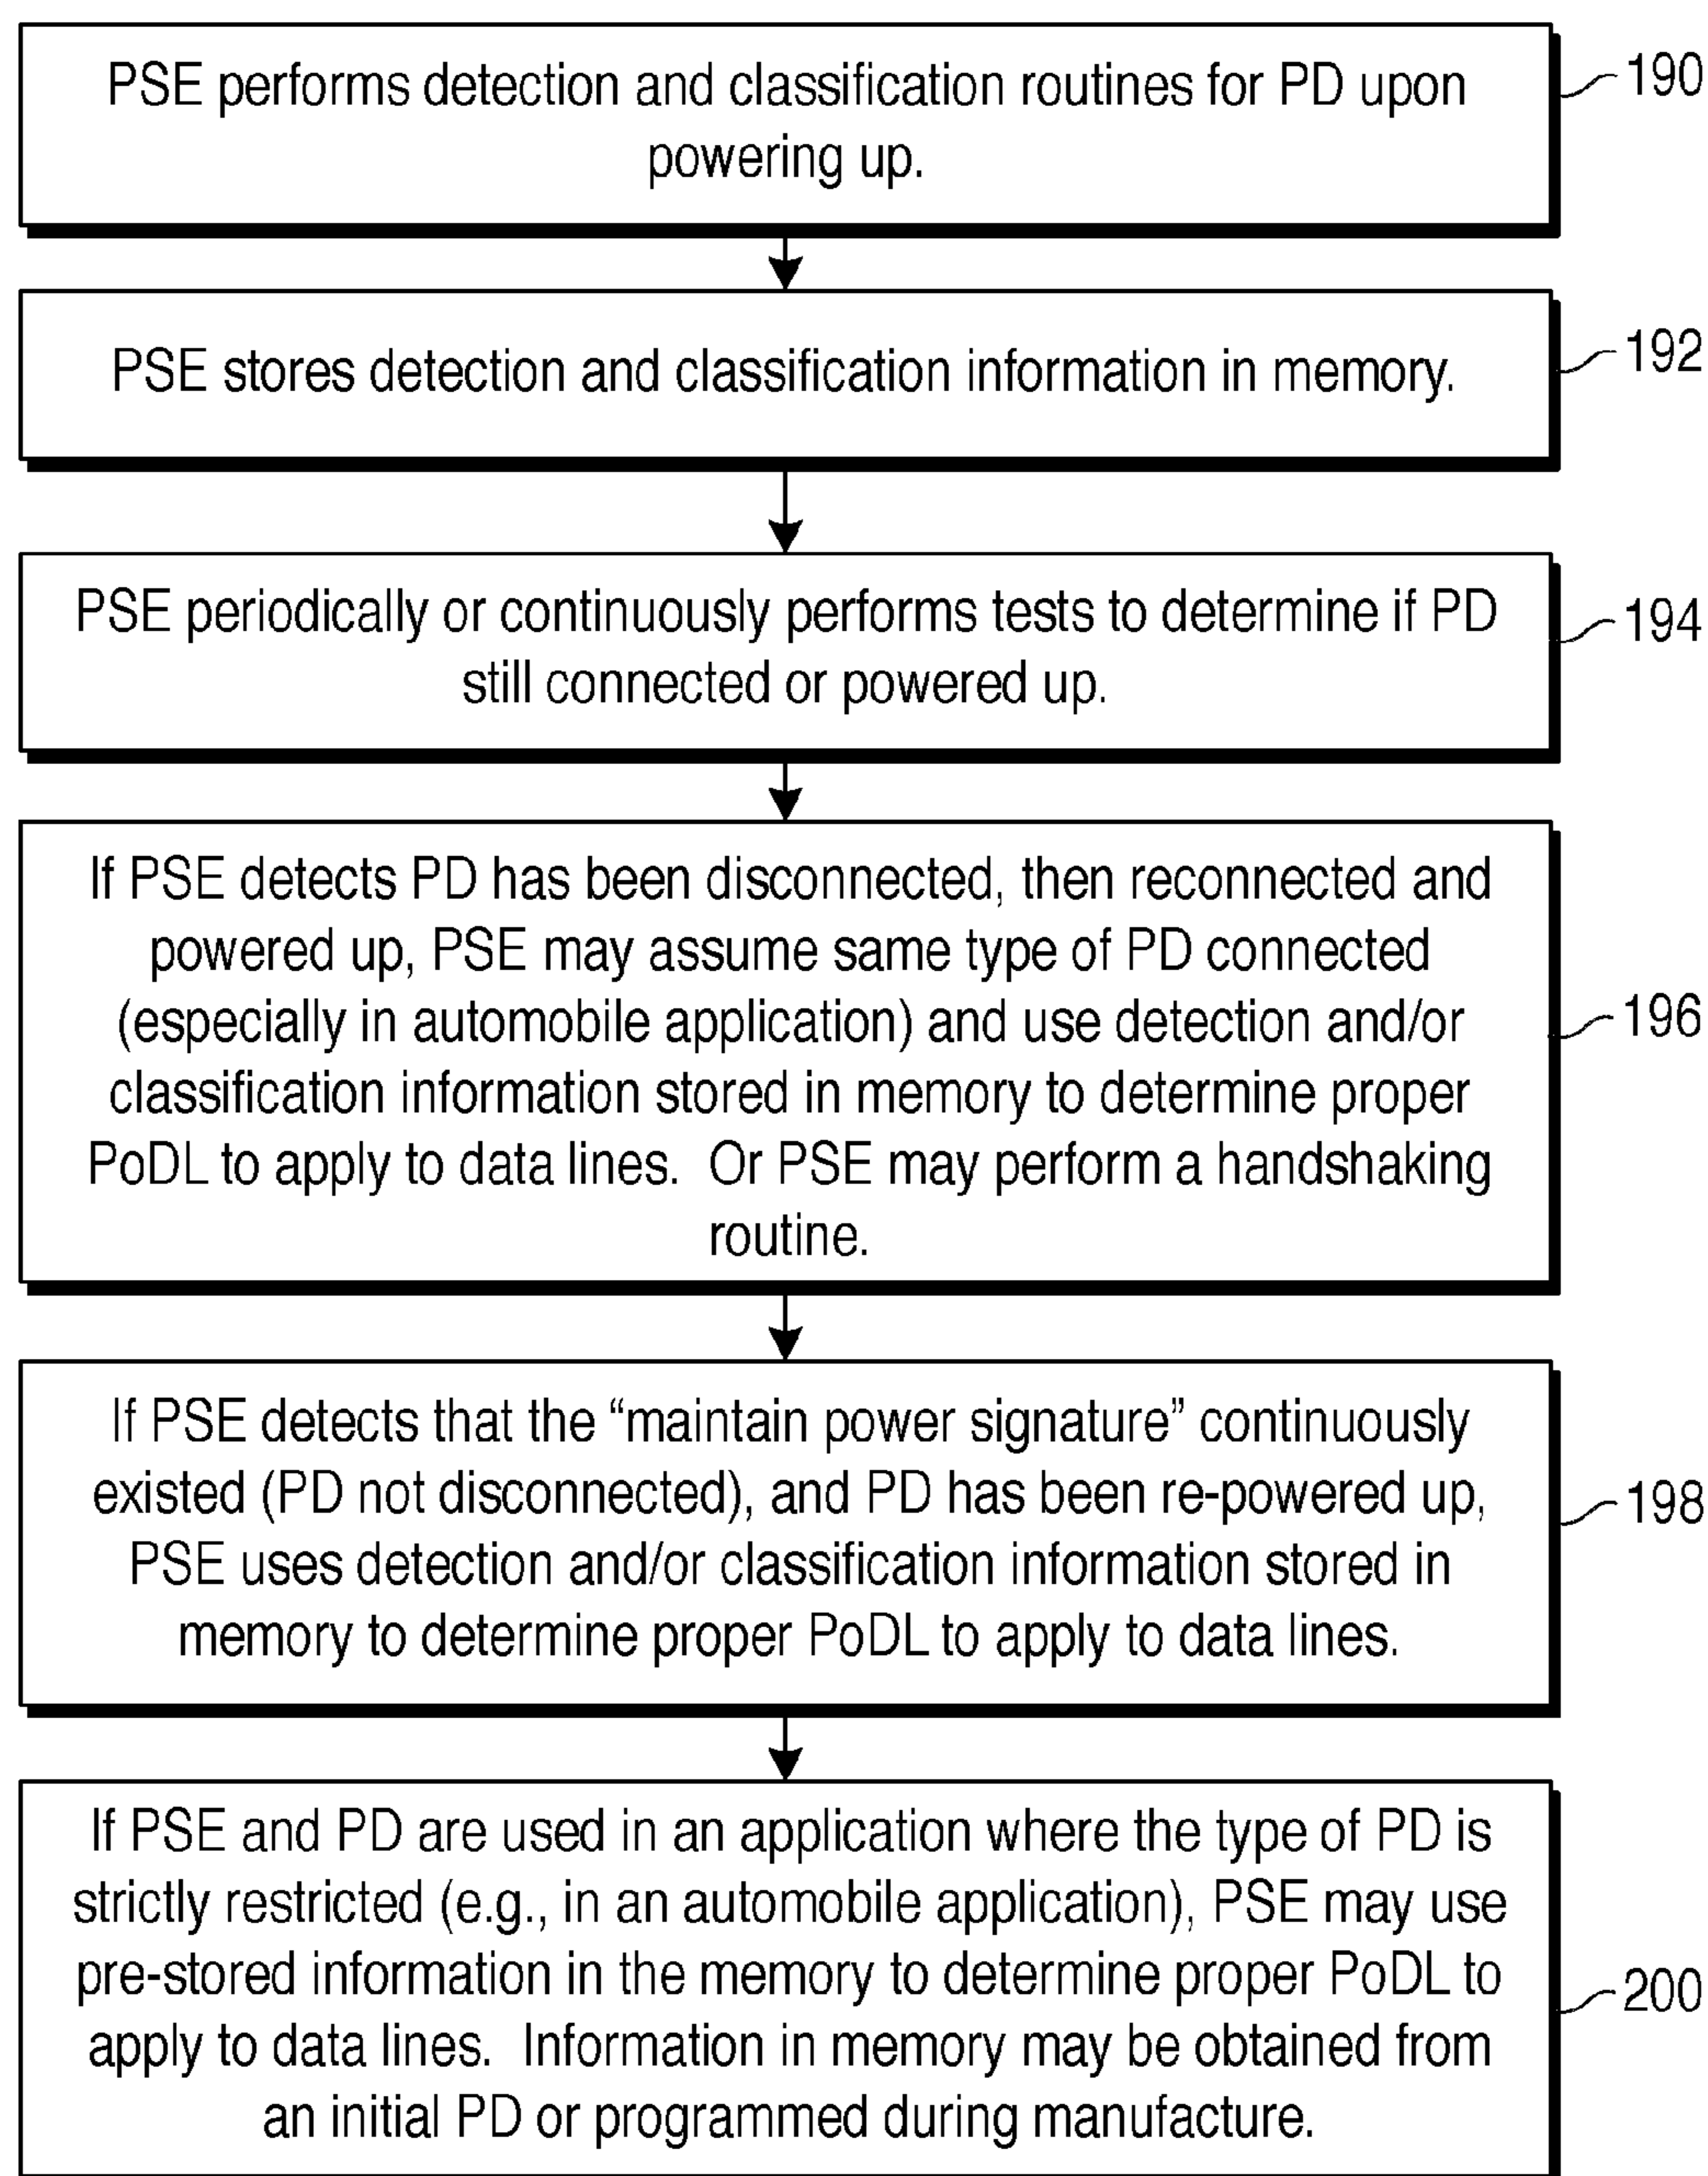 PSE performs detection and classification routines for PD upon
powering up.
190
PSE stores detection and classification information in memory.
192
PSE periodically or continuously performs tests to determine if PD
still connected or powered up.
194
If PSE detects PD has been disconnected, then reconnected and
powered up, PSE may assume same type of PD connected
(especially in automobile application) and use detection and/or
classification information stored in memory to determine proper
PoDL to apply to data lines.  Or PSE may perform a handshaking
routine.
196
If PSE detects that the “maintain power signature” continuously
existed (PD not disconnected), and PD has been re-powered up,
PSE uses detection and/or classification information stored in
memory to determine proper PoDL to apply to data lines.
198
If PSE and PD are used in an application where the type of PD is
strictly restricted (e.g., in an automobile application), PSE may use
pre-stored information in the memory to determine proper PoDL to
apply to data lines.  Information in memory may be obtained from
an initial PD or programmed during manufacture.
200